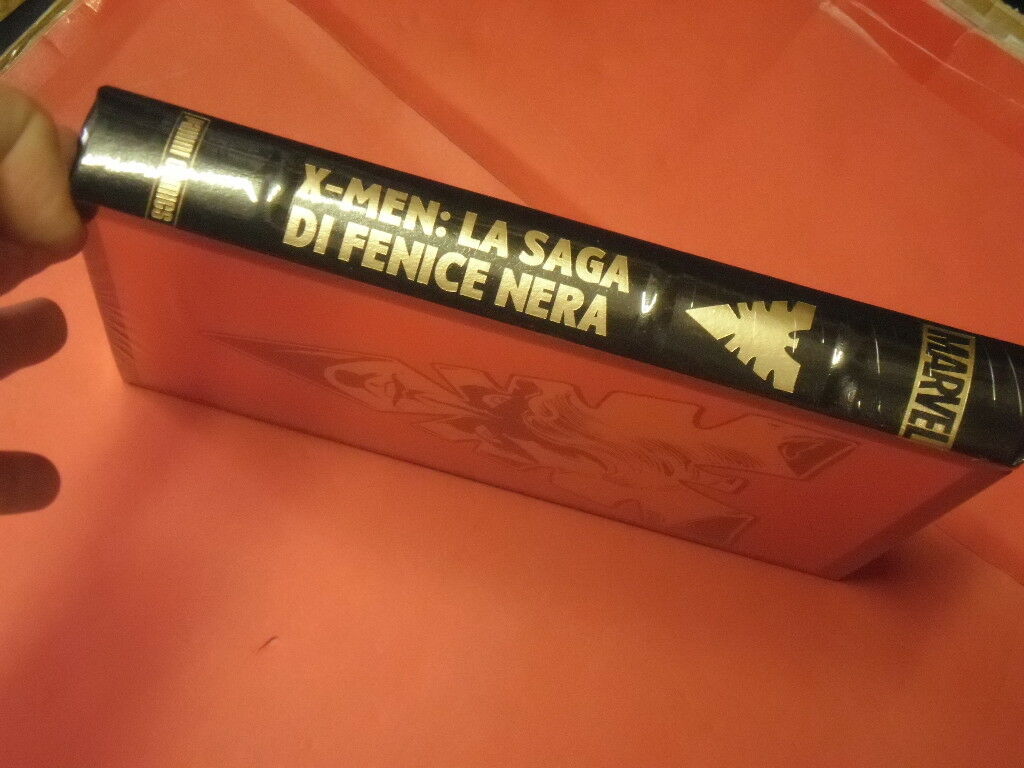 PANINI COMICS
X-MEN: LA SAGA
DI FENICE NERA
MARVEL